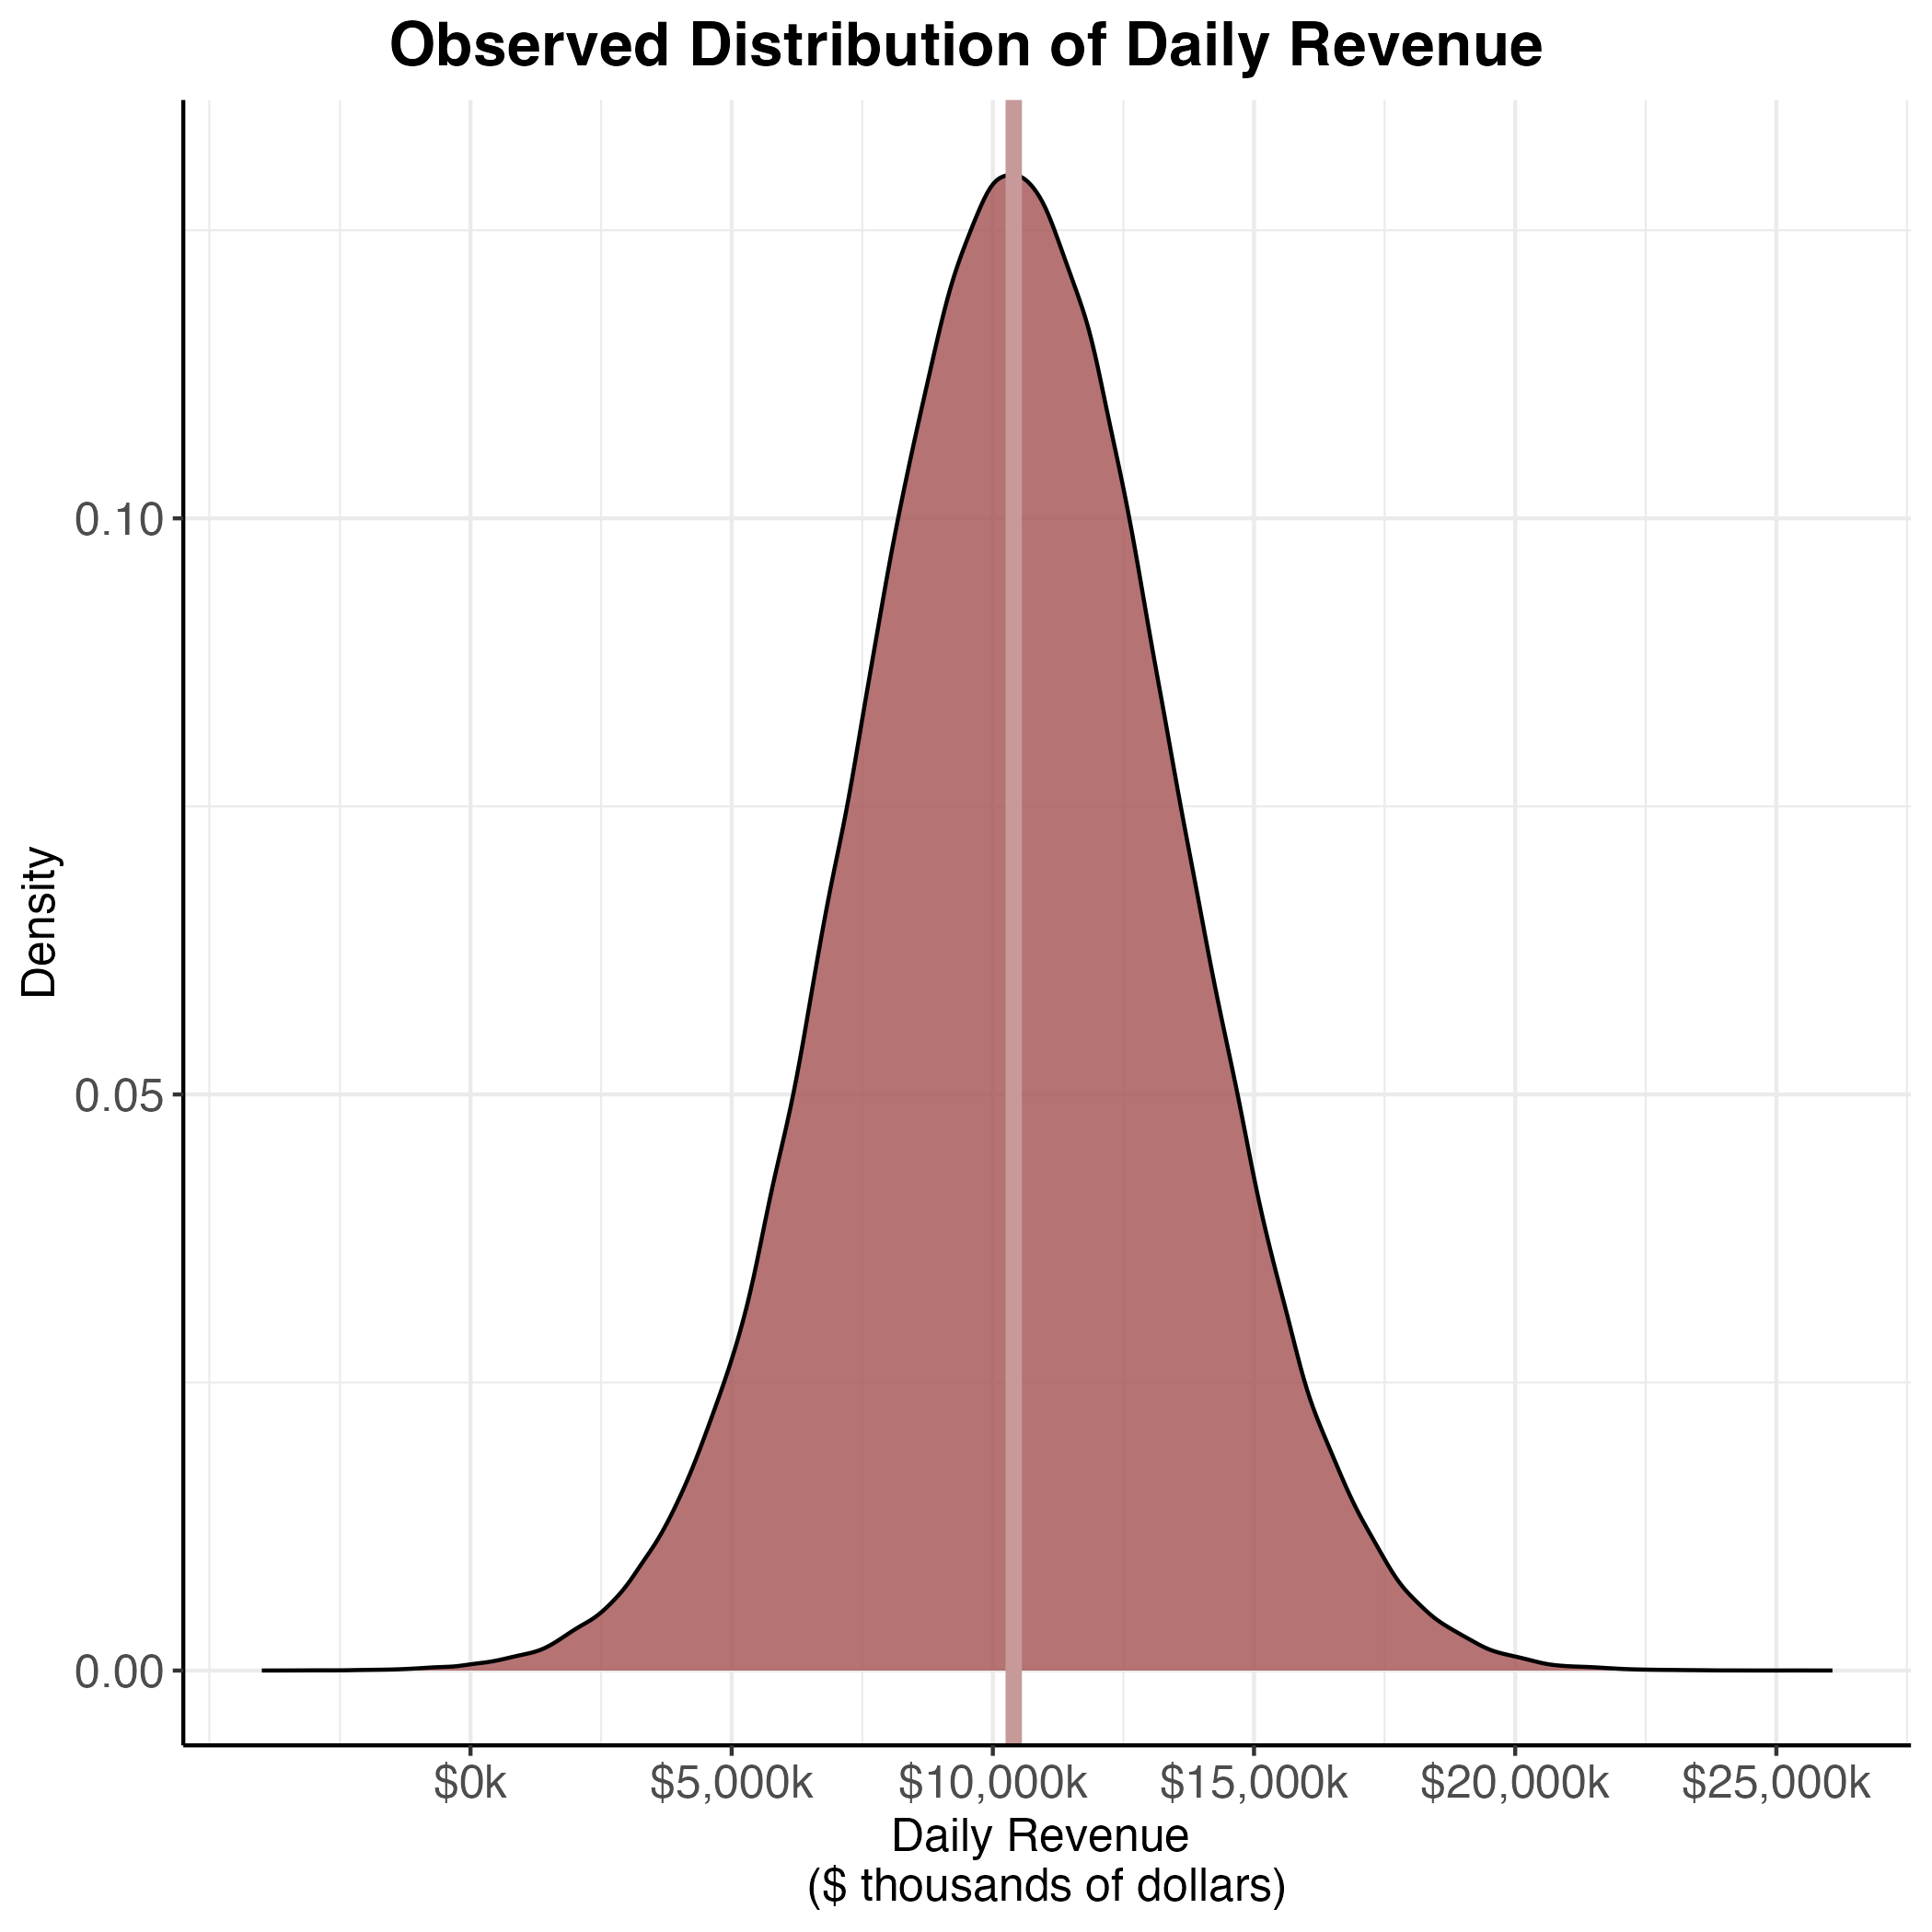 Observed Distribution of Daily Revenue
Density
0.10
0.05
0.00
$0k
$5,000k
$10,000k
$15,000k
$20,000k
$25,000k
Daily Revenue
($ thousands of dollars)